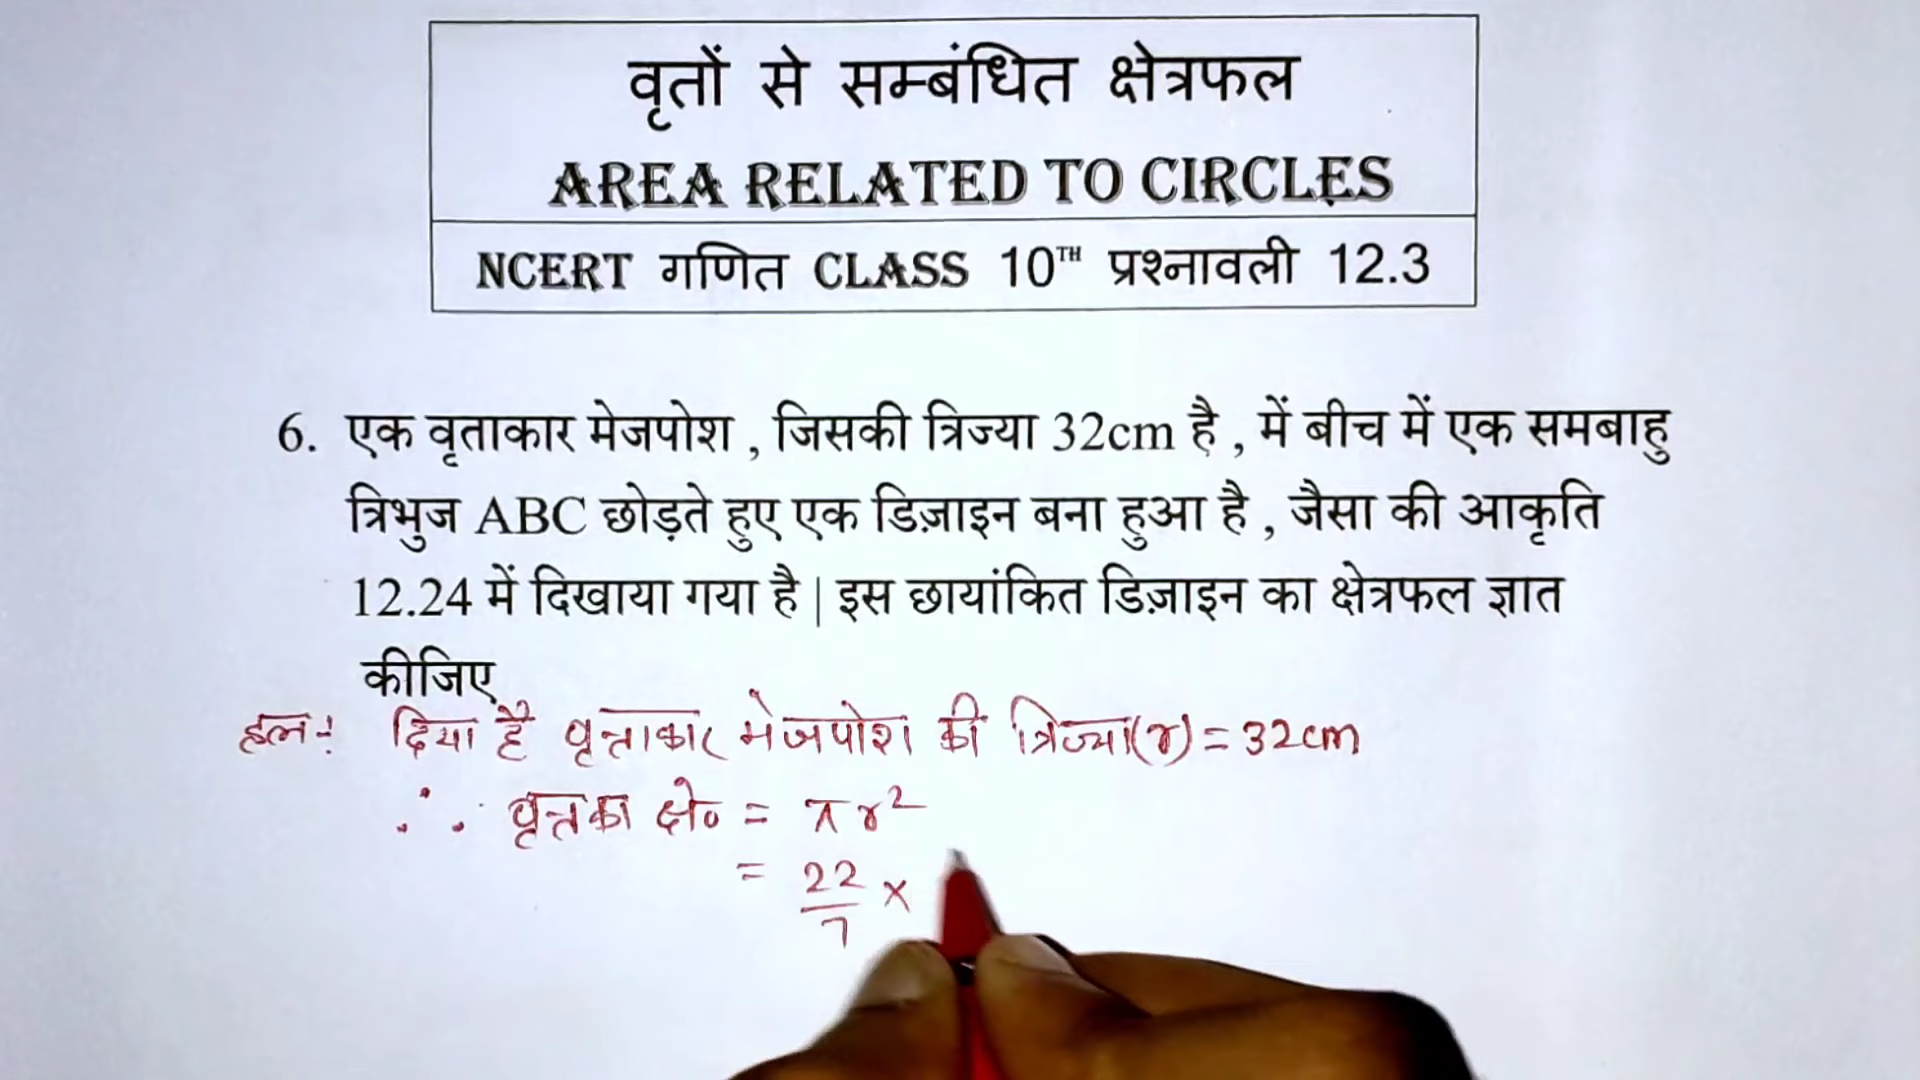 वृतों से सम्बंधित क्षेत्रफल
AREA RELATED TO CIRCLES
NCERT गणित CLASS 10TH प्रश्नावली 12.3
6. एक वृताकार मेजपोश , जिसकी त्रिज्या 32cm है , में बीच में एक समबाहु
त्रिभुज ABC छोड़ते हुए एक डिज़ाइन बना हुआ है , जैसा की आकृति
12.24 में दिखाया गया है | इस छायांकित डिज़ाइन का क्षेत्रफल ज्ञात
कीजिए
हल:- दिया है वृत्ताकार मेजपोश की त्रिज्या(r) = 32cm
∴ वृत्त का क्षे० = πr²
= 22/7 ×